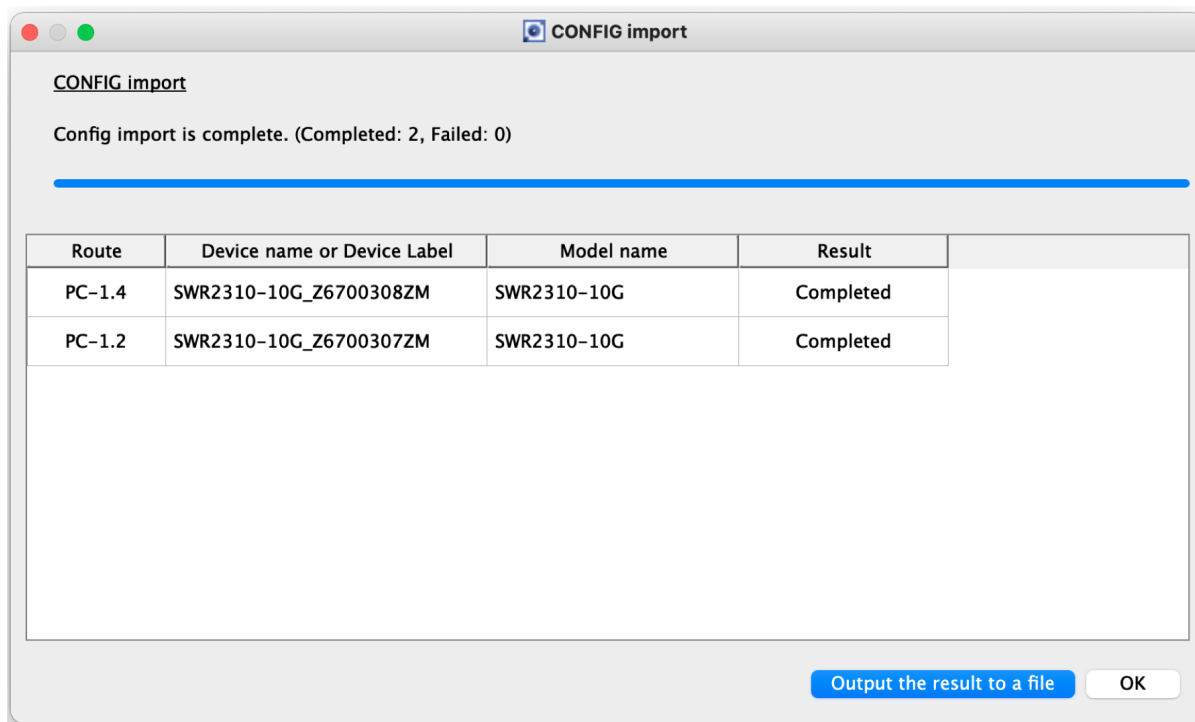 CONFIG import
CONFIG import
Config import is complete. (Completed: 2, Failed: 0)
Route Device name or Device Label Model name Result
PC-1.4 SWR2310-10G_Z6700308ZM SWR2310-10G Completed
PC-1.2 SWR2310-10G_Z6700307ZM SWR2310-10G Completed
Output the result to a file OK